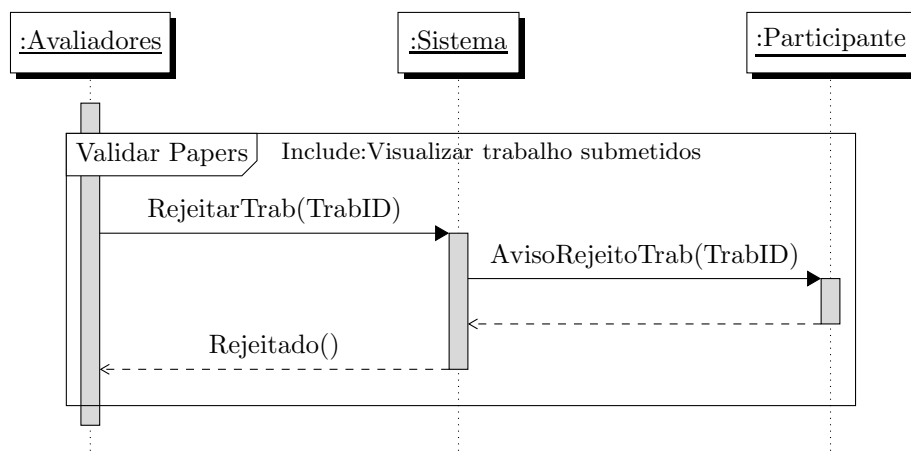 :Avaliadores
:Sistema
:Participante
Validar Papers
Include:Visualizar trabalho submetidos
RejeitarTrab(TrabID)
AvisoRejeitoTrab(TrabID)
Rejeitado()